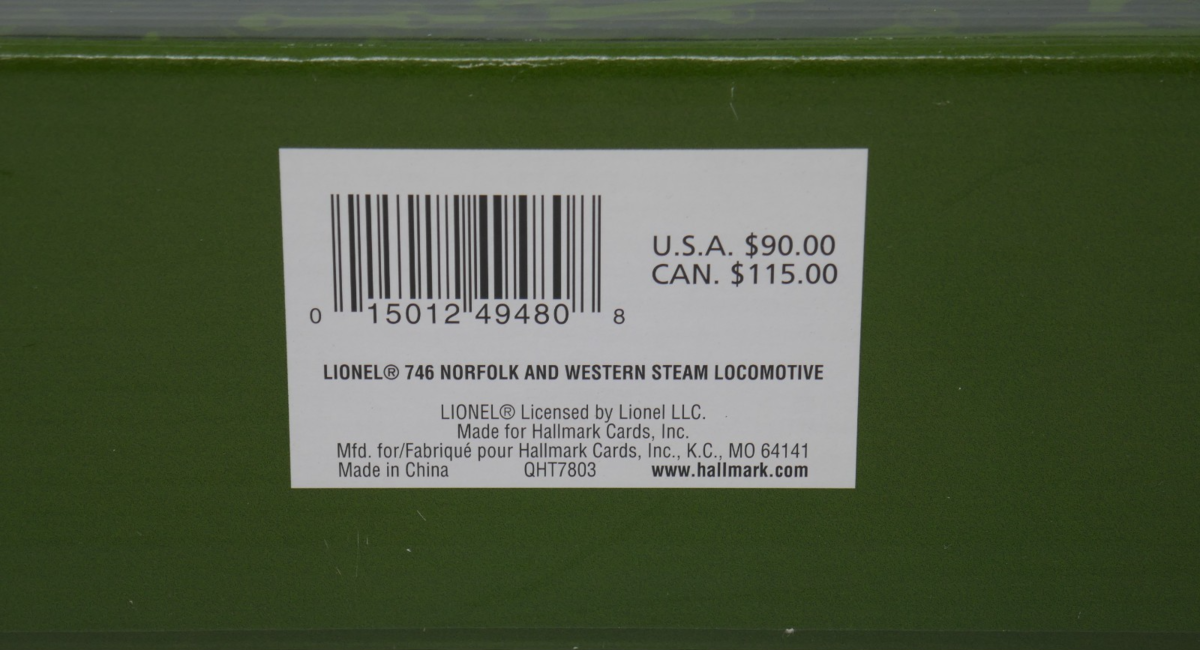 U.S.A. $90.00
CAN. $115.00
0 15012 49480 8
LIONEL® 746 NORFOLK AND WESTERN STEAM LOCOMOTIVE
LIONEL® Licensed by Lionel LLC.
Made for Hallmark Cards, Inc.
Mfd. for/Fabriqué pour Hallmark Cards, Inc., K.C., MO 64141
Made in China QHT7803 www.hallmark.com